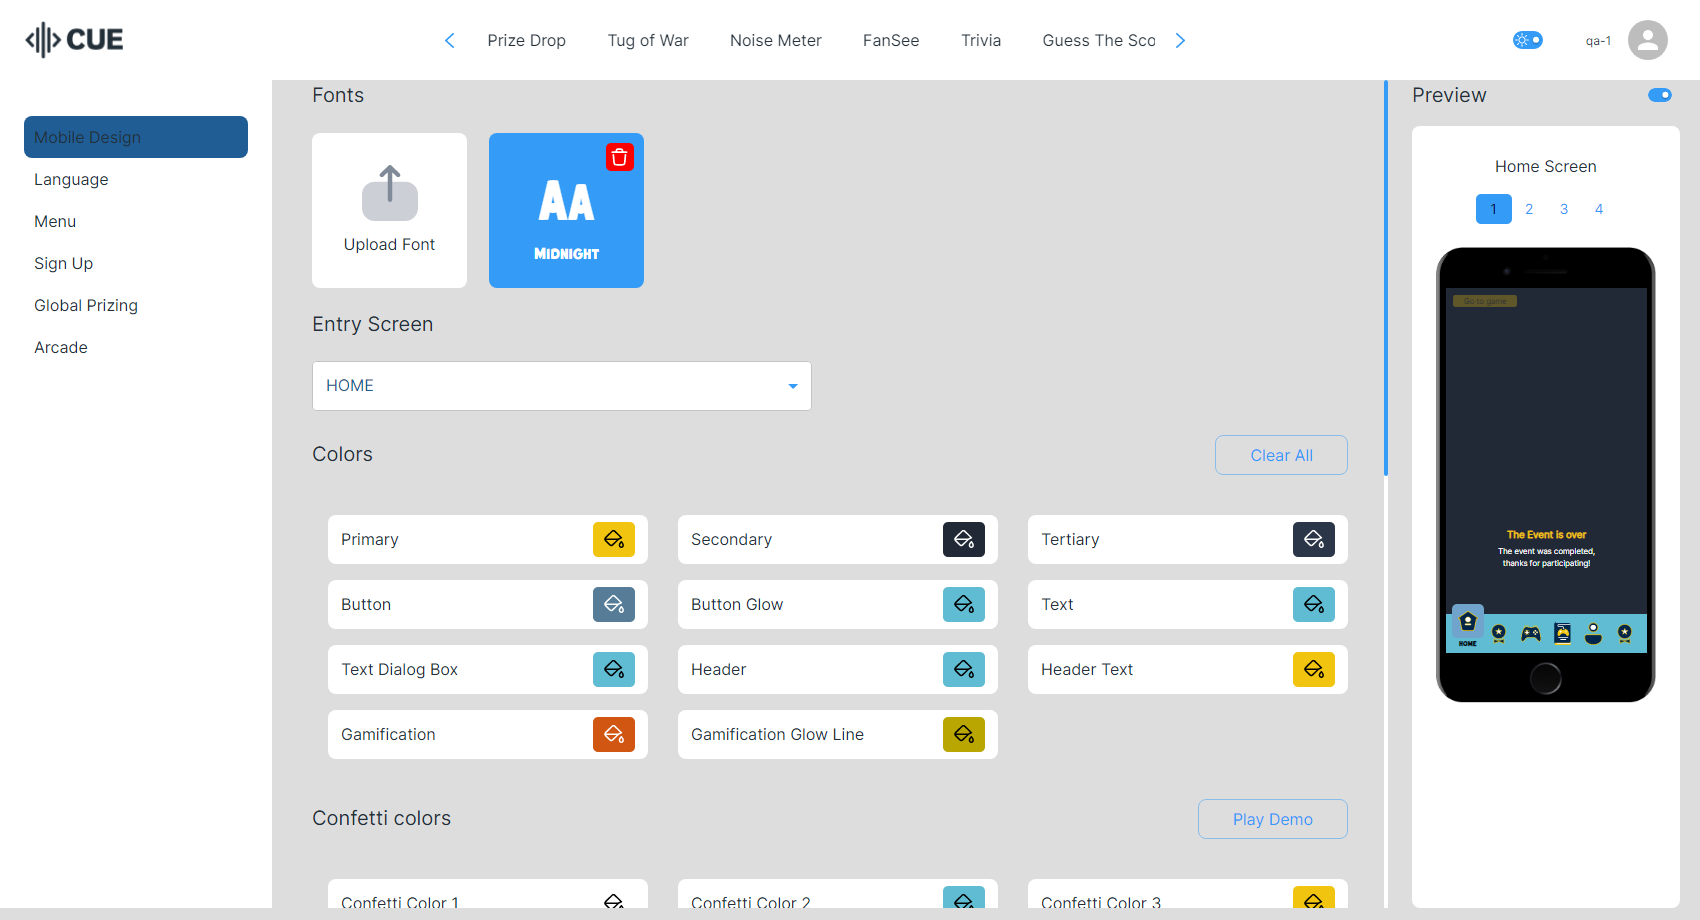 CUE
Prize Drop
Tug of War
Noise Meter
FanSee
Trivia
Guess The Sco
qa-1
Mobile Design
Language
Menu
Sign Up
Global Prizing
Arcade
Fonts
Upload Font
AA
MIDNIGHT
Entry Screen
HOME
Colors
Clear All
Primary
Secondary
Tertiary
Button
Button Glow
Text
Text Dialog Box
Header
Header Text
Gamification
Gamification Glow Line
Confetti colors
Play Demo
Confetti Color 1
Confetti Color 2
Confetti Color 3
Preview
Home Screen
1 2 3 4
Go to game
The Event is over
The event was completed,
thanks for participating!
HOME